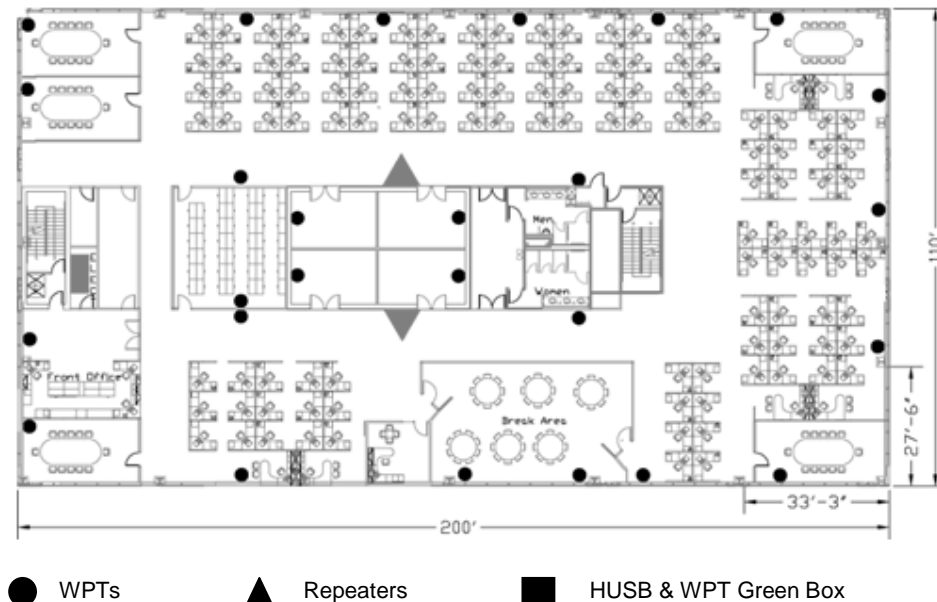 Men
Women
110'
Front Office
Break Area
27'-6"
33'-3"
200'
WPTs
Repeaters
HUSB & WPT Green Box